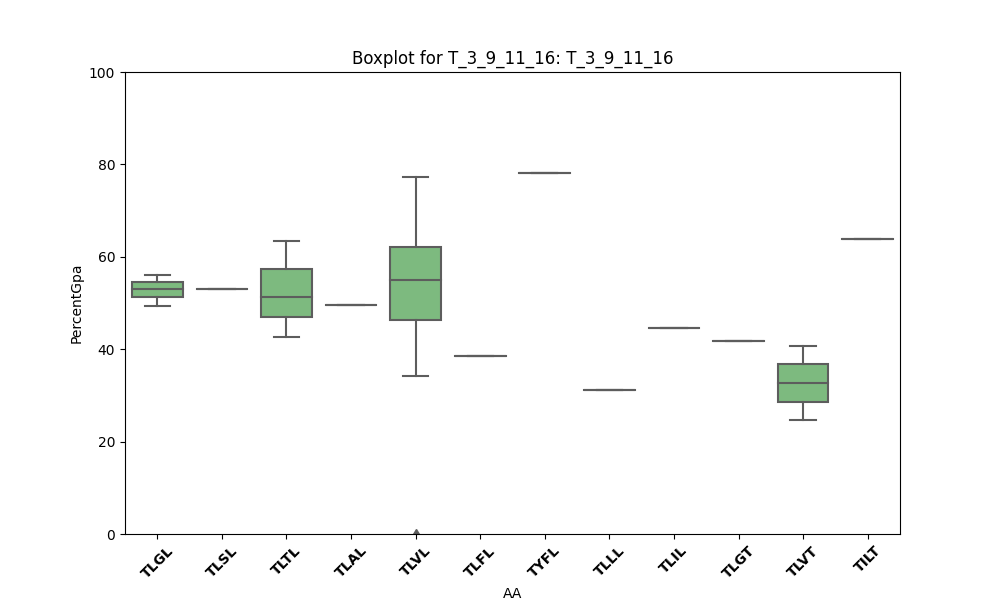 Boxplot for T_3_9_11_16: T_3_9_11_16
100
80
60
40
20
0
PercentGpa
TLGL TLSL TLTL TLAL TLVL TLFL TYFL TLLL TLIL TLGT TLVT TILT
AA